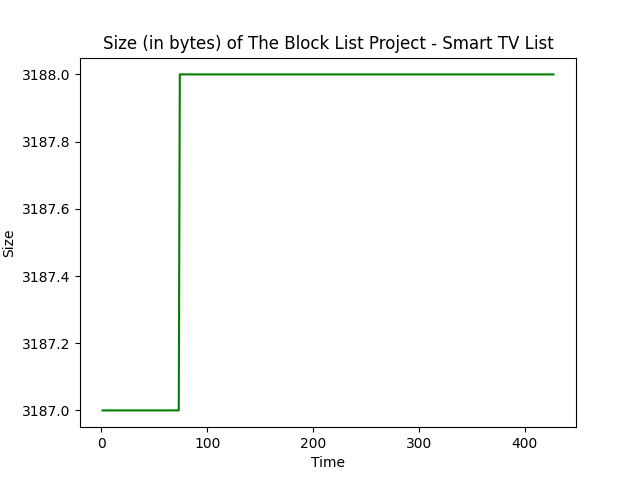 Size (in bytes) of The Block List Project - Smart TV List
3188.0
3187.8
3187.6
3187.4
3187.2
3187.0
Size
0 100 200 300 400
Time